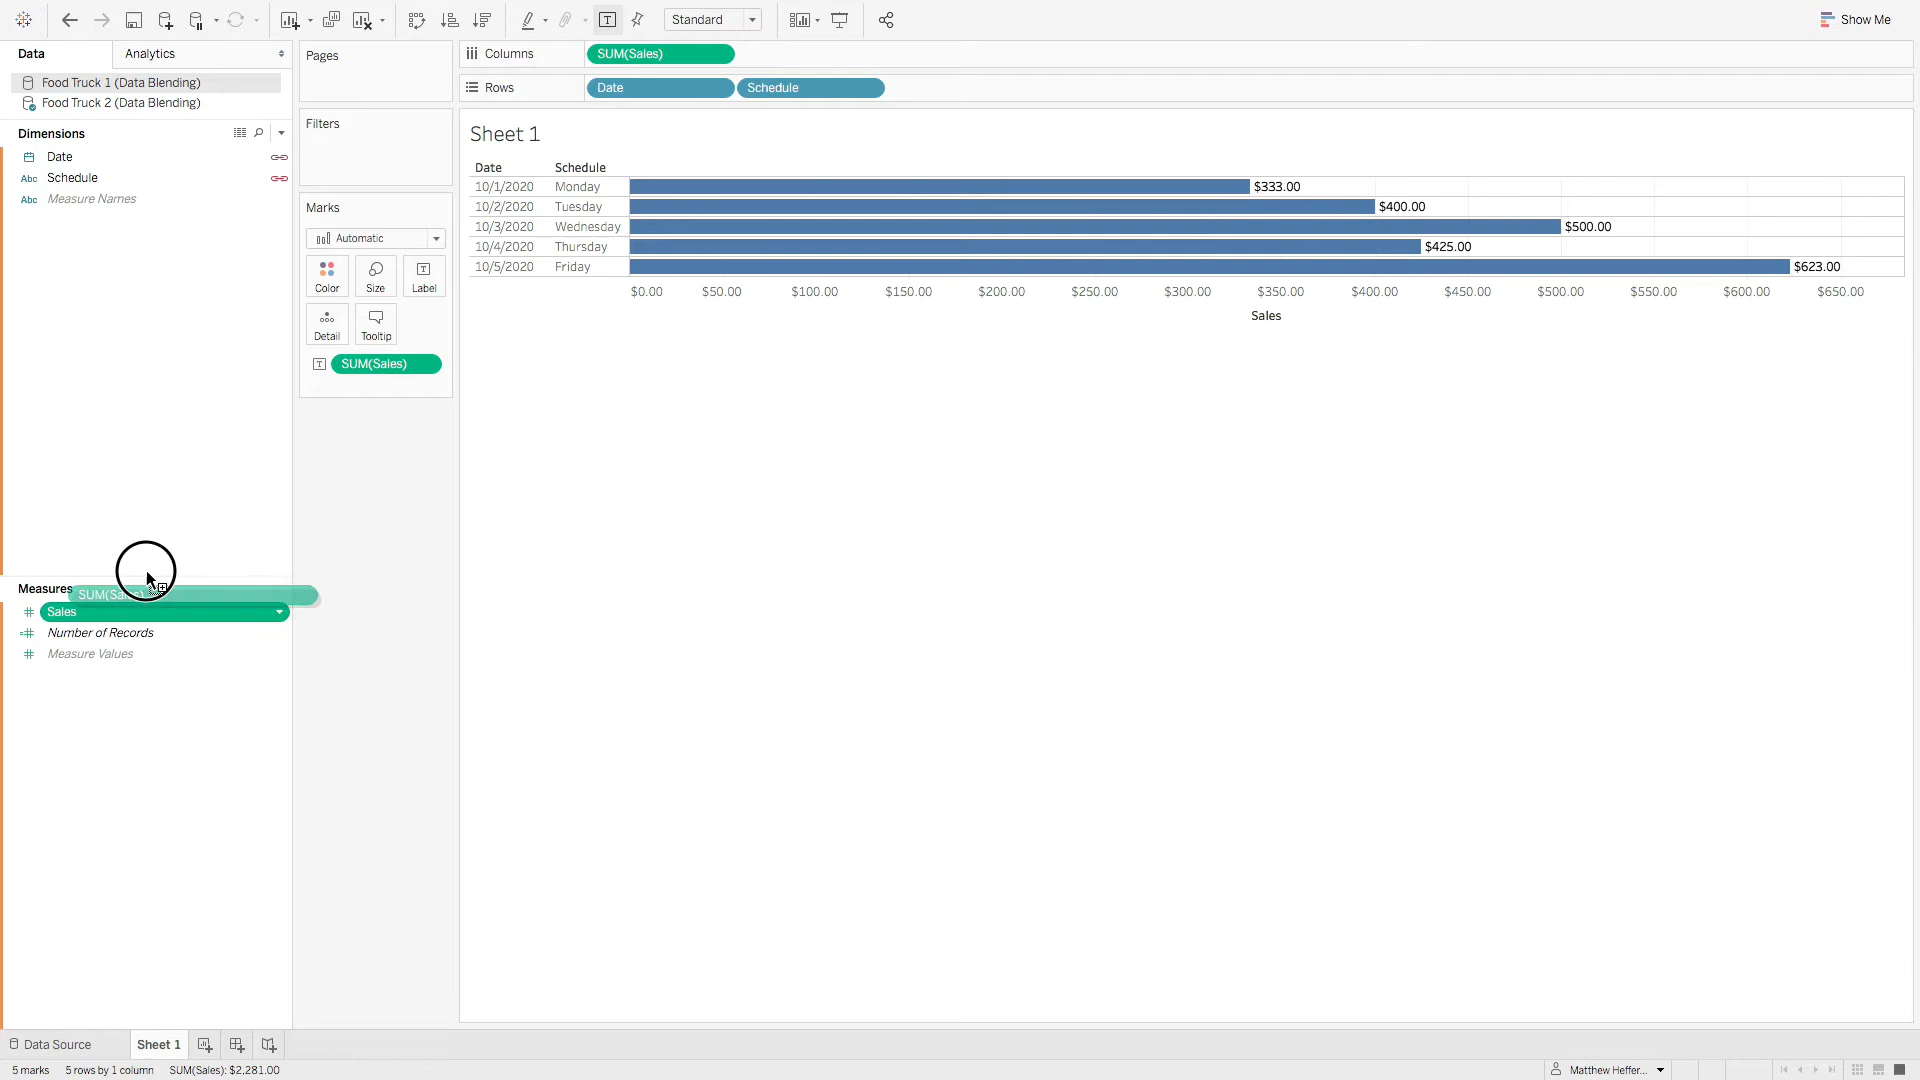 Standard
Show Me
Data
Analytics
Pages
Columns
SUM(Sales)
Food Truck 1 (Data Blending)
Food Truck 2 (Data Blending)
Rows
Date
Schedule
Filters
Dimensions
Sheet 1
Date
Abc Schedule
Abc Measure Names
Date Schedule
10/1/2020 Monday $333.00
10/2/2020 Tuesday $400.00
10/3/2020 Wednesday $500.00
10/4/2020 Thursday $425.00
10/5/2020 Friday $623.00
$0.00 $50.00 $100.00 $150.00 $200.00 $250.00 $300.00 $350.00 $400.00 $450.00 $500.00 $550.00 $600.00 $650.00
Sales
Marks
Automatic
Color Size Label
Detail Tooltip
SUM(Sales)
Measures
SUM(Sales)
Sales
Number of Records
Measure Values
Data Source
Sheet 1
5 marks 5 rows by 1 column SUM(Sales): $2,281.00
Matthew Heffer...